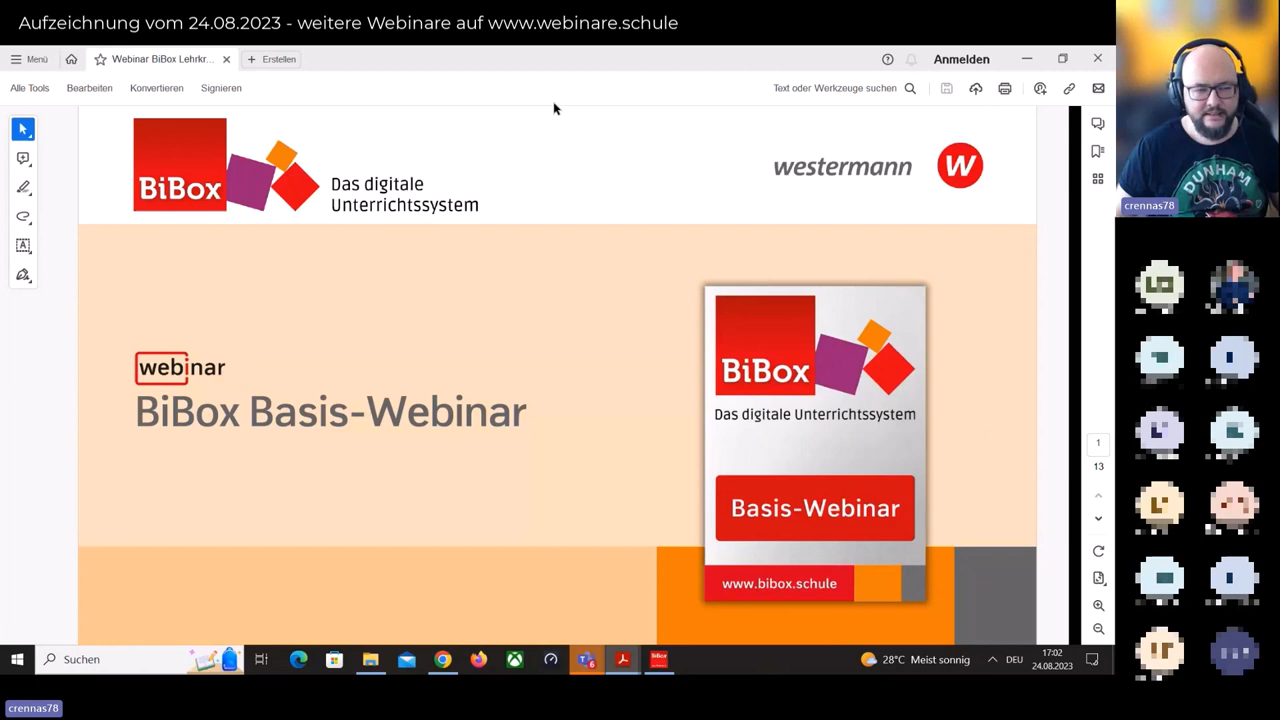 Aufzeichnung vom 24.08.2023 - weitere Webinare auf www.webinare.schule
Menü
Webinar BiBox Lehrkr...
Erstellen
Anmelden
Alle Tools
Bearbeiten
Konvertieren
Signieren
Text oder Werkzeuge suchen
BiBox
Das digitale
Unterrichtssystem
westermann
W
DUNHAM
crennas78
webinar
BiBox Basis-Webinar
BiBox
Das digitale Unterrichtssystem
Basis-Webinar
www.bibox.schule
1
13
Suchen
6
BiBox
28°C Meist sonnig
DEU
17:02
24.08.2023
crennas78